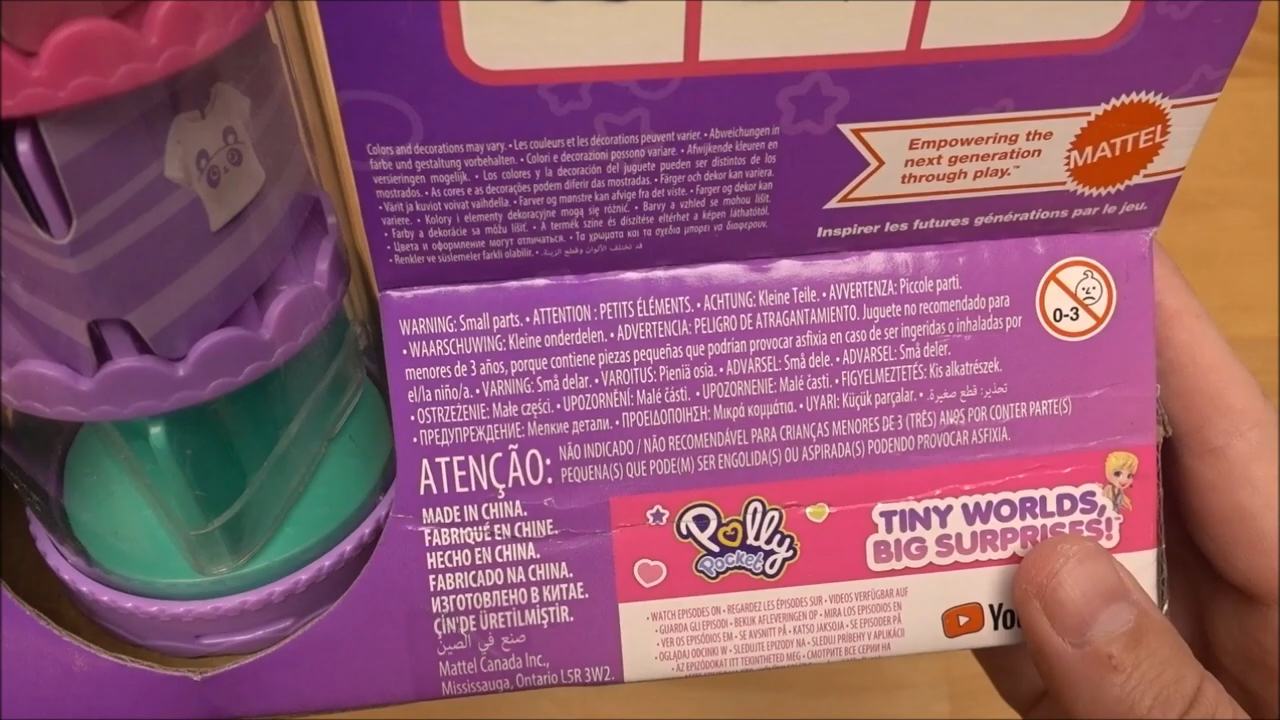 Colors and decorations may vary. • Les couleurs et les décorations peuvent varier. • Abweichungen in
farbe und gestaltung vorbehalten. • Colori e decorazioni possono variare. • Afwijkende kleuren en
versieringen mogelijk. • Los colores y la decoración del juguete pueden ser distintos de los
mostrados. • As cores e as decorações podem diferir das mostradas. • Färger och dekor kan variera.
• Värit ja kuviot voivat vaihdella. • Farver og mønstre kan afvige fra det viste. • Farger og dekor kan
variere. • Kolory i elementy dekoracyjne mogą się różnić. • Barvy a vzhled se mohou lišit.
• Farby a dekorácie sa môžu líšiť. • A termék színe és díszítése eltérhet a képen láthatótól.
• Цвета и оформление могут отличаться. • Τα χρώματα και τα σχέδια μπορεί να διαφέρουν.
• Renkler ve süslemeler farklı olabilir. • قد تختلف الألوان وقطع الزينة.
Empowering the
next generation
through play.™
MATTEL
Inspirer les futures générations par le jeu.
WARNING: Small parts. • ATTENTION : PETITS ÉLÉMENTS. • ACHTUNG: Kleine Teile. • AVVERTENZA: Piccole parti.
• WAARSCHUWING: Kleine onderdelen. • ADVERTENCIA: PELIGRO DE ATRAGANTAMIENTO. Juguete no recomendado para
menores de 3 años, porque contiene piezas pequeñas que podrían provocar asfixia en caso de ser ingeridas o inhaladas por
el/la niño/a. • VARNING: Små delar. • VAROITUS: Pieniä osia. • ADVARSEL: Små dele. • ADVARSEL: Små deler.
• OSTRZEŻENIE: Małe części. • UPOZORNĚNÍ: Malé části. • UPOZORNENIE: Malé časti. • FIGYELMEZTETÉS: Kis alkatrészek.
• ПРЕДУПРЕЖДЕНИЕ: Мелкие детали. • ΠΡΟΕΙΔΟΠΟΙΗΣΗ: Μικρά κομμάτια. • UYARI: Küçük parçalar. • تحذير: قطع صغيرة.
0-3
ATENÇÃO: NÃO INDICADO / NÃO RECOMENDÁVEL PARA CRIANÇAS MENORES DE 3 (TRÊS) ANOS POR CONTER PARTE(S)
PEQUENA(S) QUE PODE(M) SER ENGOLIDA(S) OU ASPIRADA(S) PODENDO PROVOCAR ASFIXIA.
MADE IN CHINA.
FABRIQUÉ EN CHINE.
HECHO EN CHINA.
FABRICADO NA CHINA.
ИЗГОТОВЛЕНО В КИТАЕ.
ÇİN'DE ÜRETİLMİŞTİR.
صنع في الصين
Mattel Canada Inc.,
Mississauga, Ontario L5R 3W2.
Polly
Pocket
TINY WORLDS,
BIG SURPRISES!
• WATCH EPISODES ON • REGARDEZ LES ÉPISODES SUR • VIDEOS VERFÜGBAR AUF
• GUARDA GLI EPISODI • BEKIJK AFLEVERINGEN OP • MIRA LOS EPISODIOS EN
• VER OS EPISÓDIOS EM • SE AVSNITT PÅ • KATSO JAKSOJA • SE EPISODER PÅ
• OGLĄDAJ ODCINKI W • SLEDUJTE EPIZODY NA • SLEDUJ PRÍBEHY V APLIKÁCII
• AZ EPIZÓDOKAT ITT TEKINTHETED MEG • СМОТРИТЕ ВСЕ СЕРИИ НА